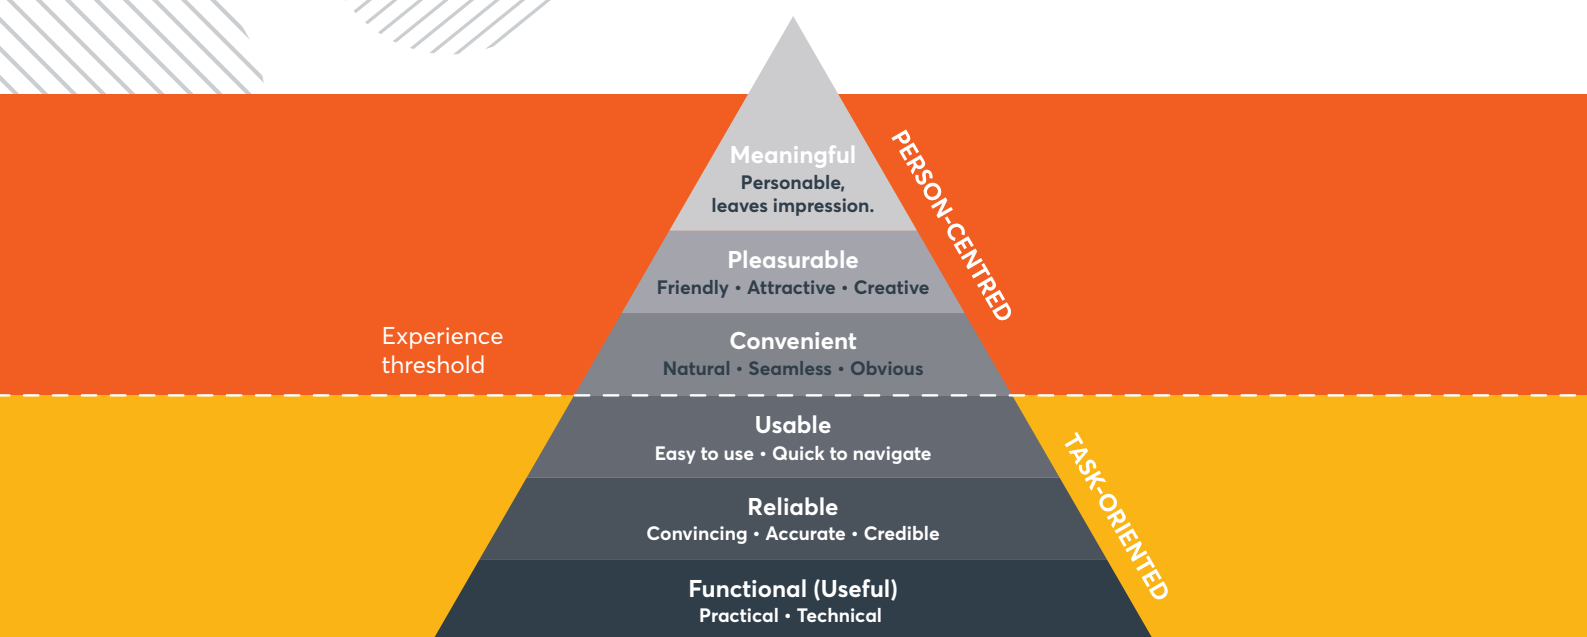 Meaningful
Personable,
leaves impression.
PERSON-CENTRED
Pleasurable
Friendly • Attractive • Creative
Experience
threshold
Convenient
Natural • Seamless • Obvious
Usable
Easy to use • Quick to navigate
TASK-ORIENTED
Reliable
Convincing • Accurate • Credible
Functional (Useful)
Practical • Technical